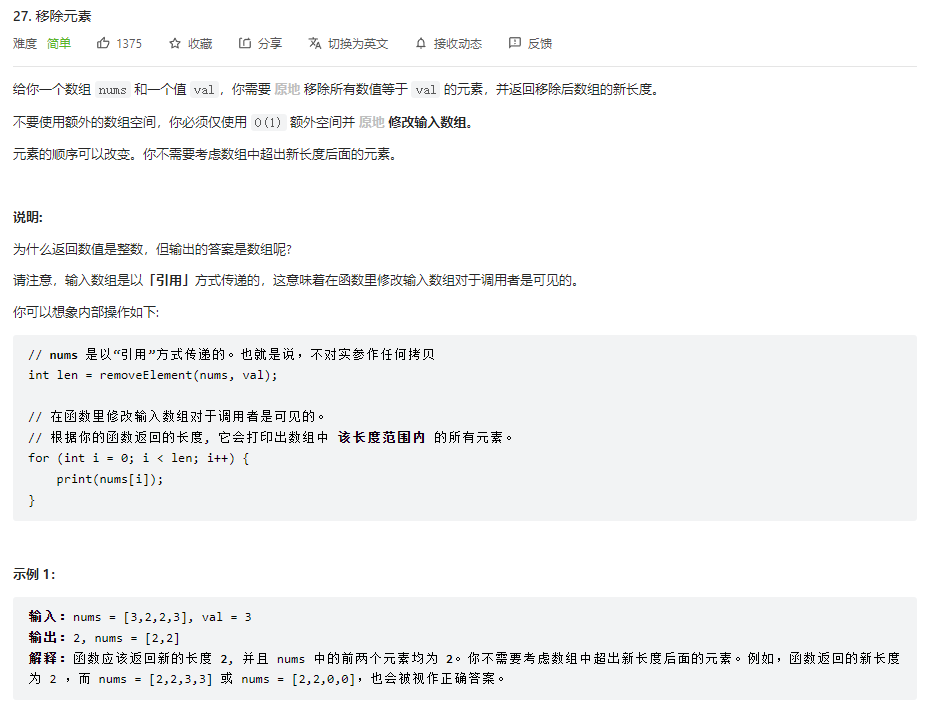 27. 移除元素
难度 简单 1375 收藏 分享 切换为英文 接收动态 反馈
给你一个数组 nums 和一个值 val，你需要 原地 移除所有数值等于 val 的元素，并返回移除后数组的新长度。
不要使用额外的数组空间，你必须仅使用 O(1) 额外空间并 原地 修改输入数组。
元素的顺序可以改变。你不需要考虑数组中超出新长度后面的元素。
说明:
为什么返回数值是整数，但输出的答案是数组呢?
请注意，输入数组是以「引用」方式传递的，这意味着在函数里修改输入数组对于调用者是可见的。
你可以想象内部操作如下:
// nums 是以“引用”方式传递的。也就是说，不对实参作任何拷贝
int len = removeElement(nums, val);
// 在函数里修改输入数组对于调用者是可见的。
// 根据你的函数返回的长度, 它会打印出数组中 该长度范围内 的所有元素。
for (int i = 0; i < len; i++) {
    print(nums[i]);
}
示例 1：
输入：nums = [3,2,2,3], val = 3
输出：2, nums = [2,2]
解释：函数应该返回新的长度 2, 并且 nums 中的前两个元素均为 2。你不需要考虑数组中超出新长度后面的元素。例如，函数返回的新长度
为 2 ，而 nums = [2,2,3,3] 或 nums = [2,2,0,0]，也会被视作正确答案。